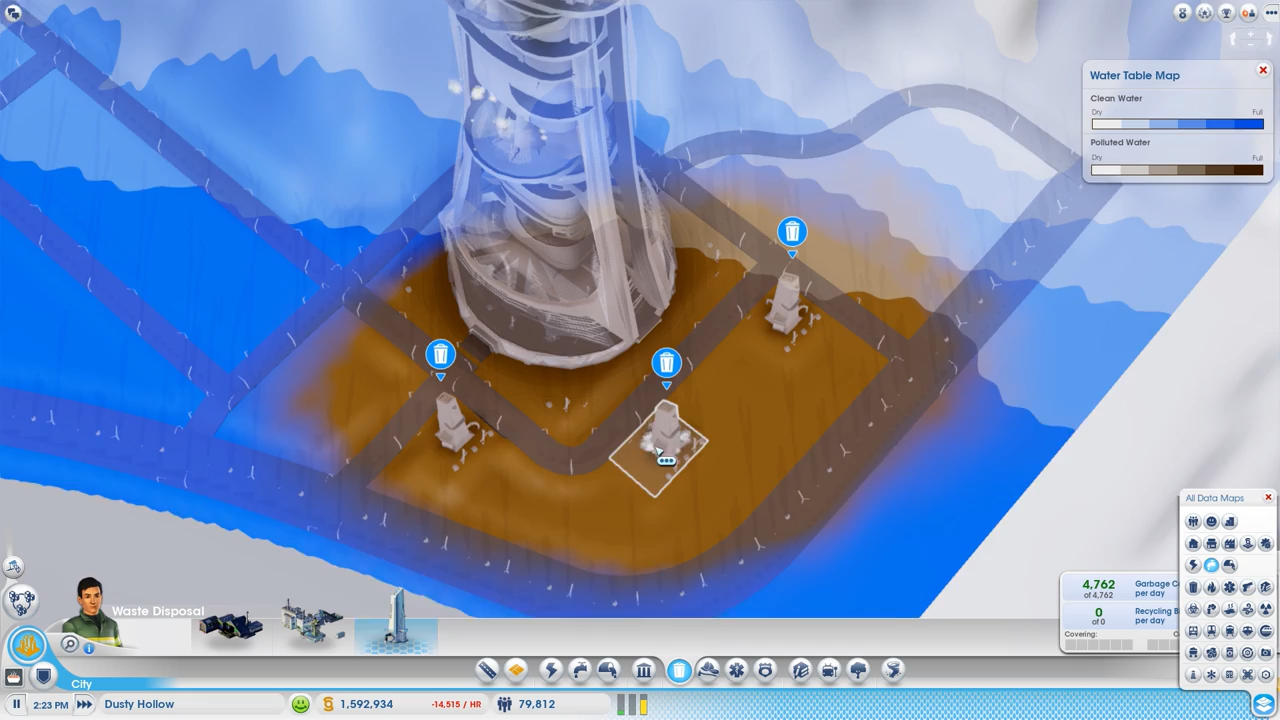 Water Table Map
Clean Water
Dry Full
Polluted Water
Dry Full
All Data Maps
4,762
of 4,762
Garbage
per day
0
of 0
Recycling
per day
Covering:
Waste Disposal
City
2:23 PM
Dusty Hollow
1,592,934
-14,515 / HR
79,812